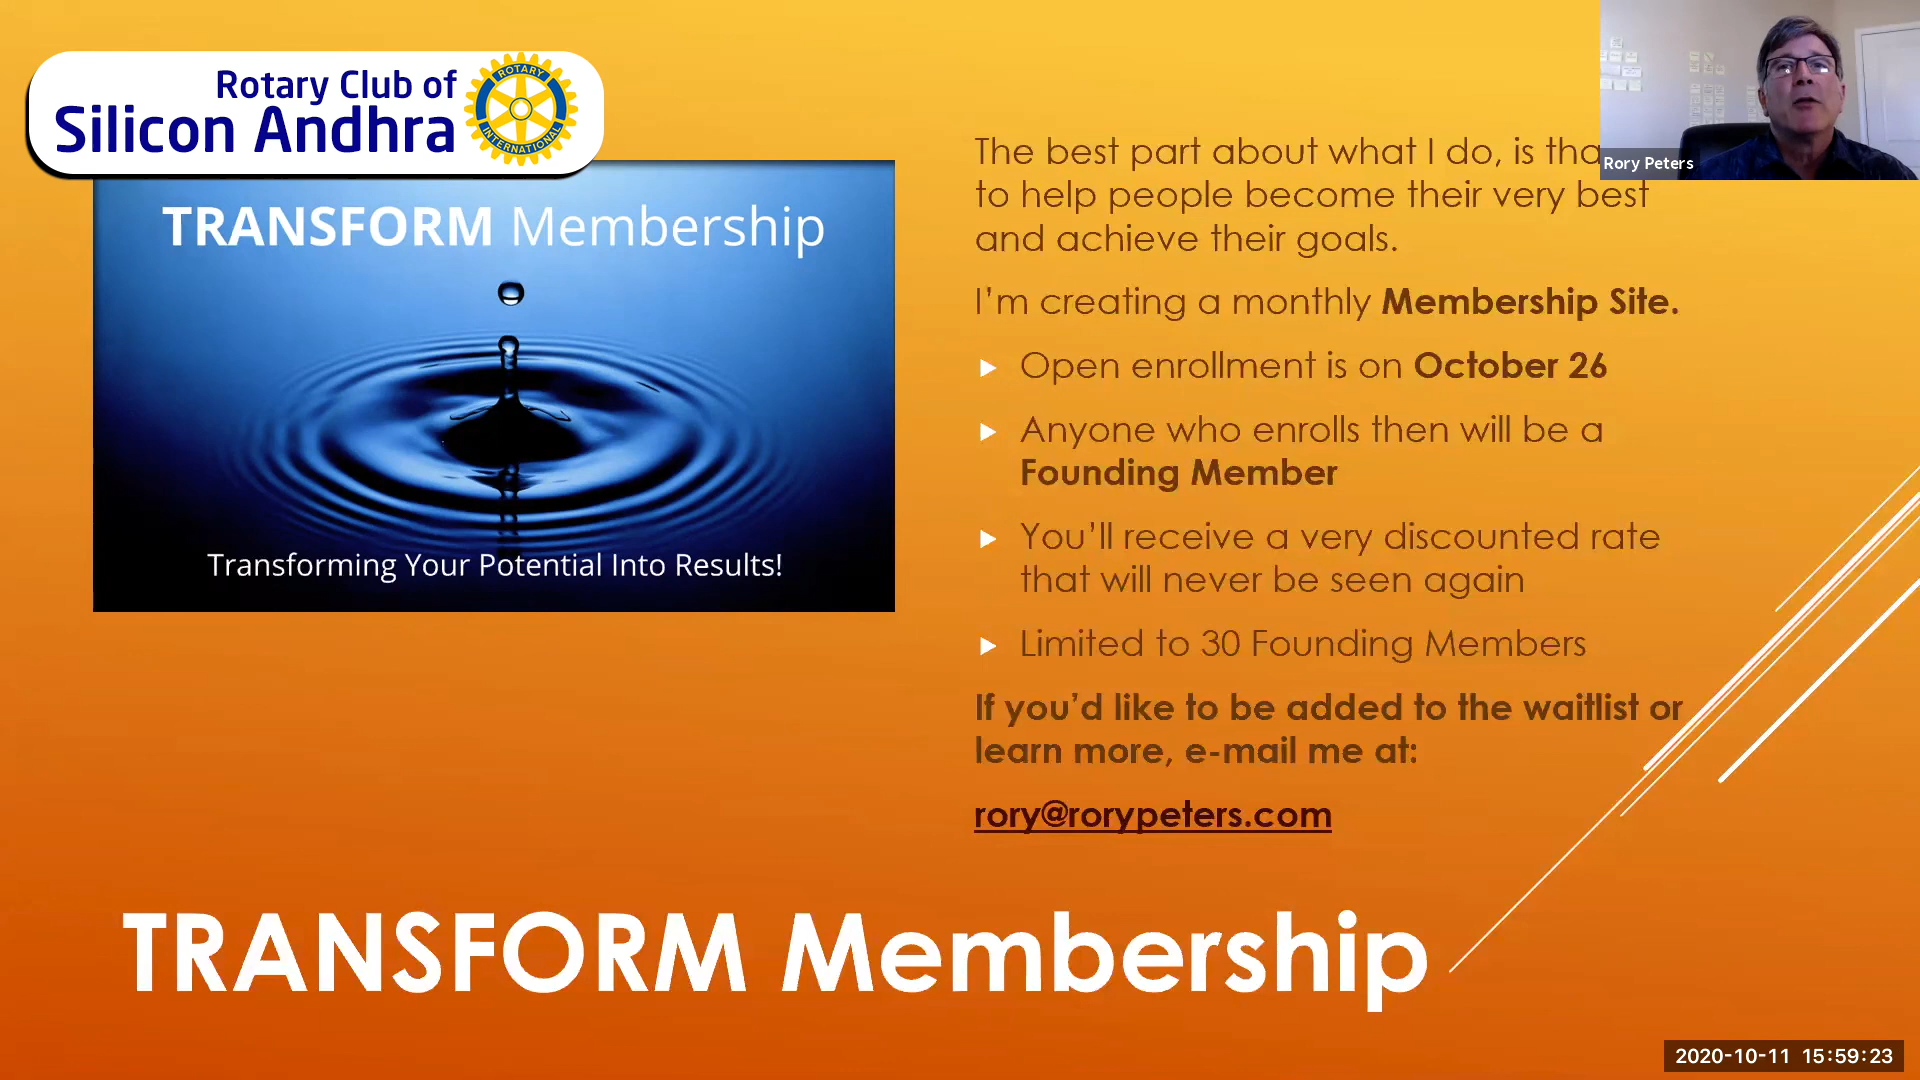 Rotary Club of
Silicon Andhra
ROTARY
INTERNATIONAL
TRANSFORM Membership
Transforming Your Potential Into Results!
The best part about what I do, is
to help people become their very best
and achieve their goals.
I'm creating a monthly Membership Site.
Open enrollment is on October 26
Anyone who enrolls then will be a
Founding Member
You'll receive a very discounted rate
that will never be seen again
Limited to 30 Founding Members
If you'd like to be added to the waitlist or
learn more, e-mail me at:
rory@rorypeters.com
TRANSFORM Membership
Rory Peters
2020-10-11 15:59:23